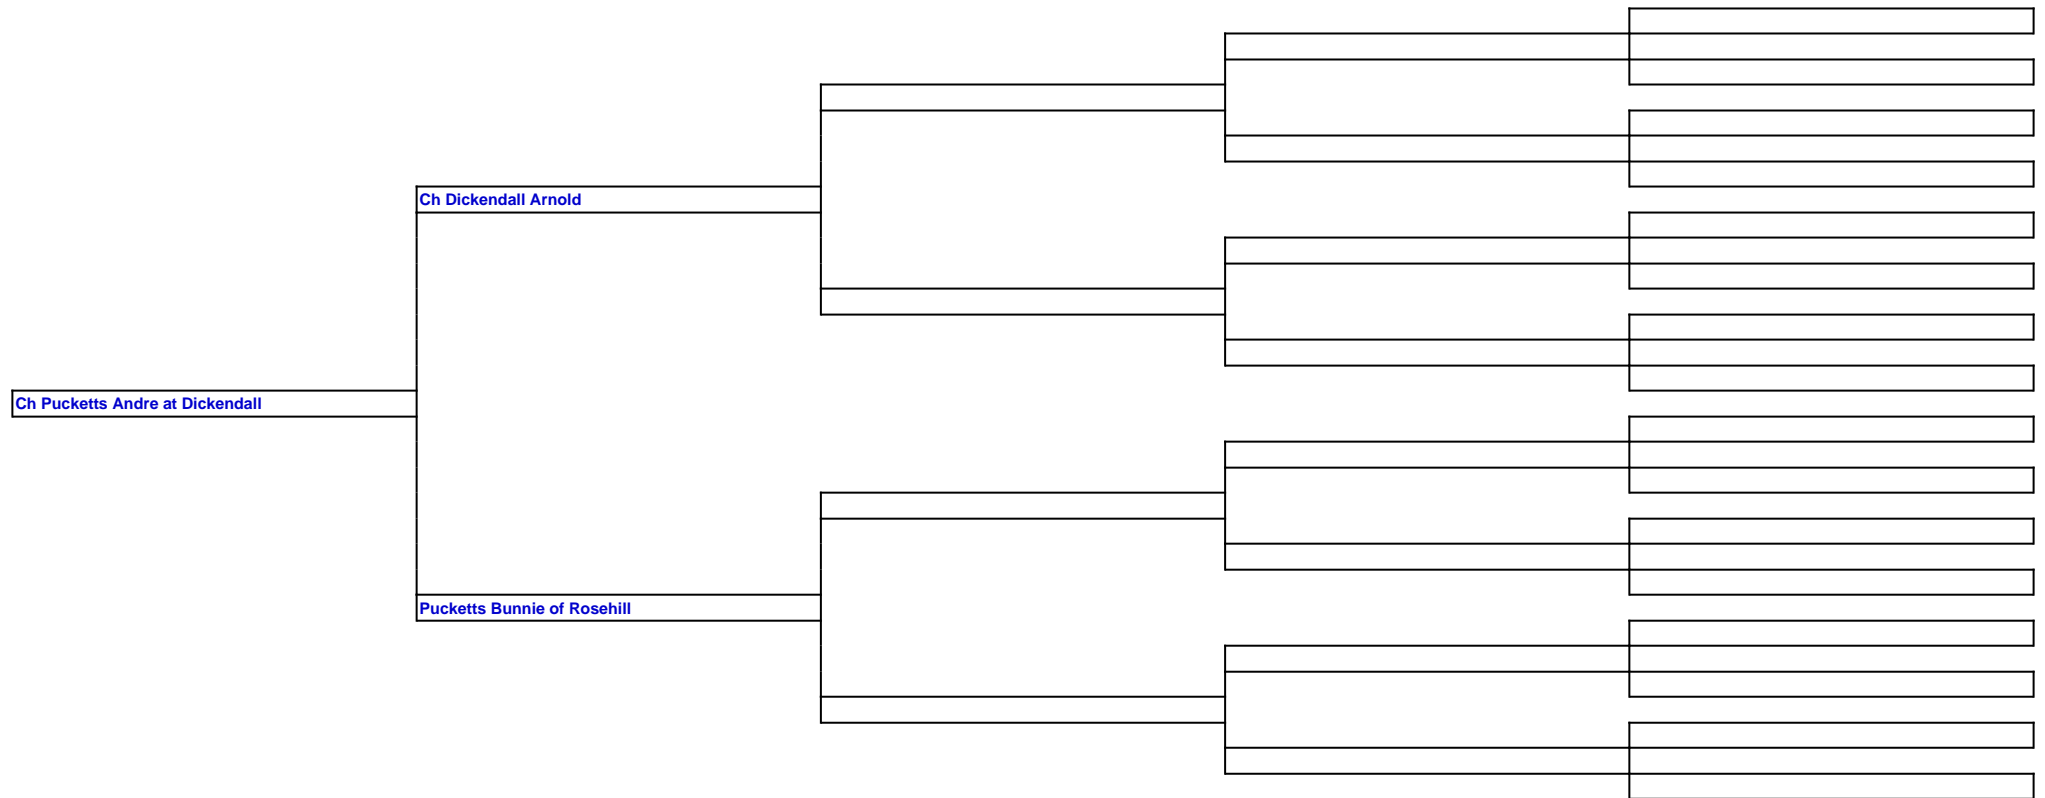 Ch Dickendall Arnold
Ch Pucketts Andre at Dickendall
Pucketts Bunnie of Rosehill